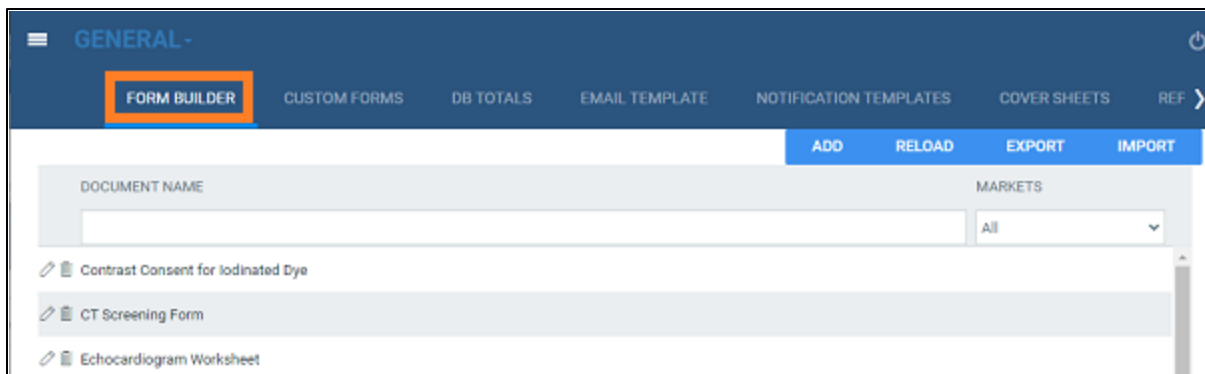 GENERAL-
FORM BUILDER CUSTOM FORMS DB TOTALS EMAIL TEMPLATE NOTIFICATION TEMPLATES COVER SHEETS REF
ADD RELOAD EXPORT IMPORT
DOCUMENT NAME MARKETS
All
Contrast Consent for Iodinated Dye
CT Screening Form
Echocardiogram Worksheet